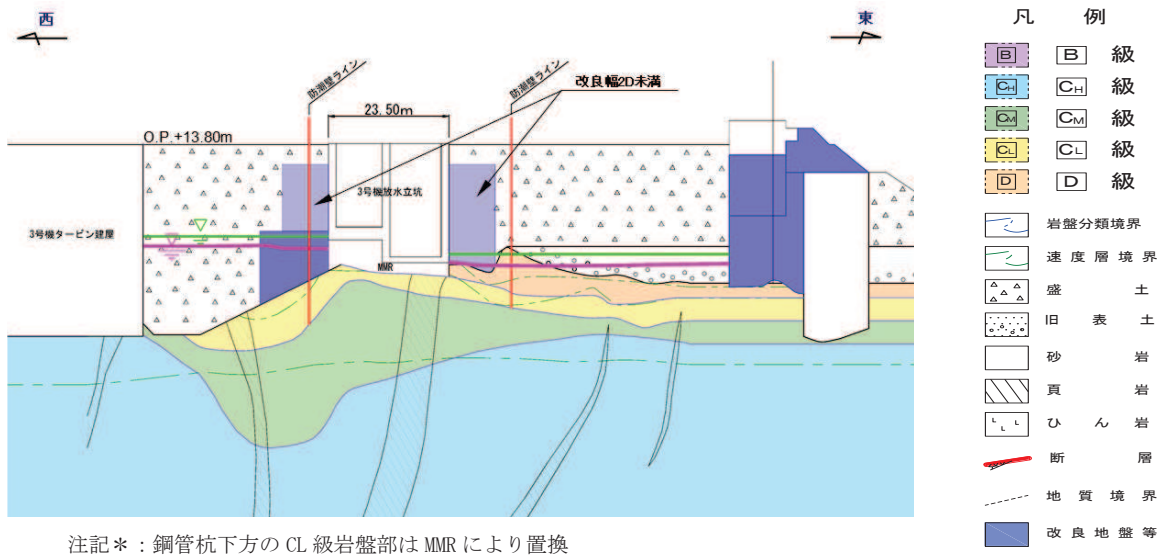 西
東
防潮壁ライン
防潮壁ライン
改良幅2D未満
23.50m
O.P.+13.80m
3号機放水立坑
3号機タービン建屋
MMR
凡 例
B B 級
CH CH 級
CM CM 級
CL CL 級
D D 級
岩盤分類境界
速度層境界
盛 土
旧 表 土
砂 岩
頁 岩
ひ ん 岩
断 層
地 質 境 界
改 良 地 盤 等
注記＊：鋼管杭下方の CL 級岩盤部は MMR により置換